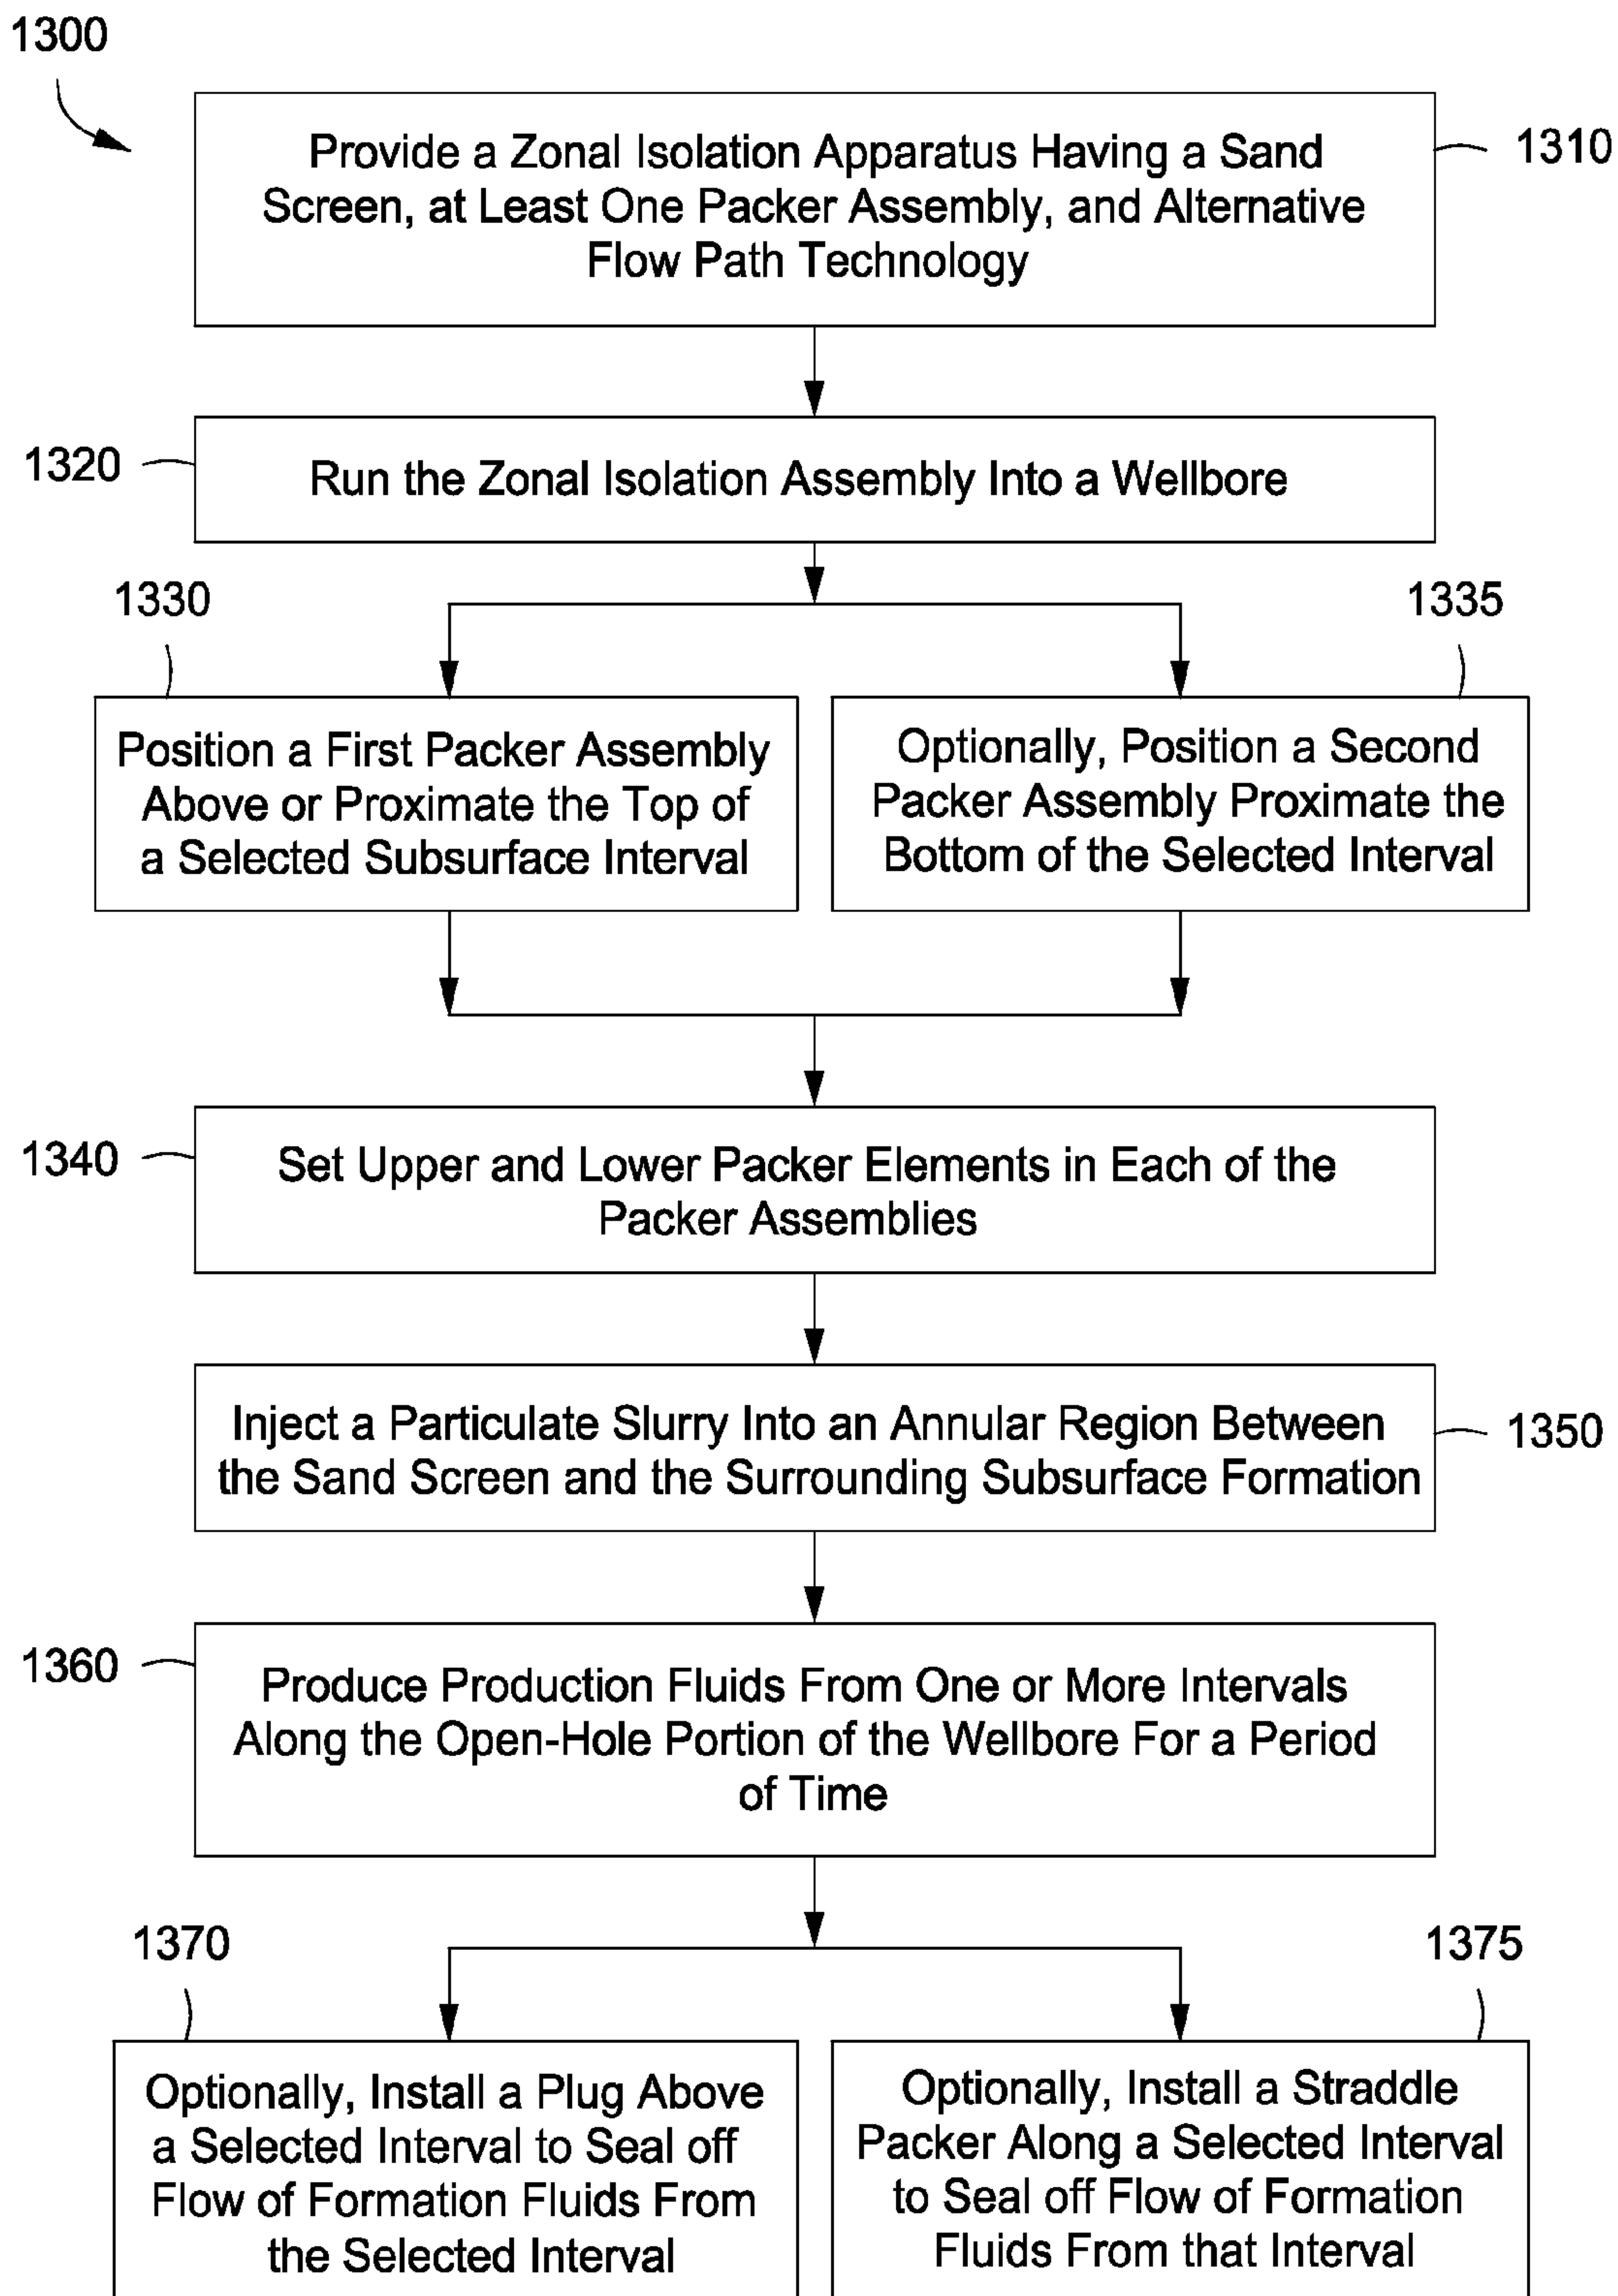 1300
Provide a Zonal Isolation Apparatus Having a Sand
Screen, at Least One Packer Assembly, and Alternative
Flow Path Technology
1310
1320
Run the Zonal Isolation Assembly Into a Wellbore
1330
Position a First Packer Assembly
Above or Proximate the Top of
a Selected Subsurface Interval
1335
Optionally, Position a Second
Packer Assembly Proximate the
Bottom of the Selected Interval
1340
Set Upper and Lower Packer Elements in Each of the
Packer Assemblies
Inject a Particulate Slurry Into an Annular Region Between
the Sand Screen and the Surrounding Subsurface Formation
1350
1360
Produce Production Fluids From One or More Intervals
Along the Open-Hole Portion of the Wellbore For a Period
of Time
1370
Optionally, Install a Plug Above
a Selected Interval to Seal off
Flow of Formation Fluids From
the Selected Interval
1375
Optionally, Install a Straddle
Packer Along a Selected Interval
to Seal off Flow of Formation
Fluids From that Interval